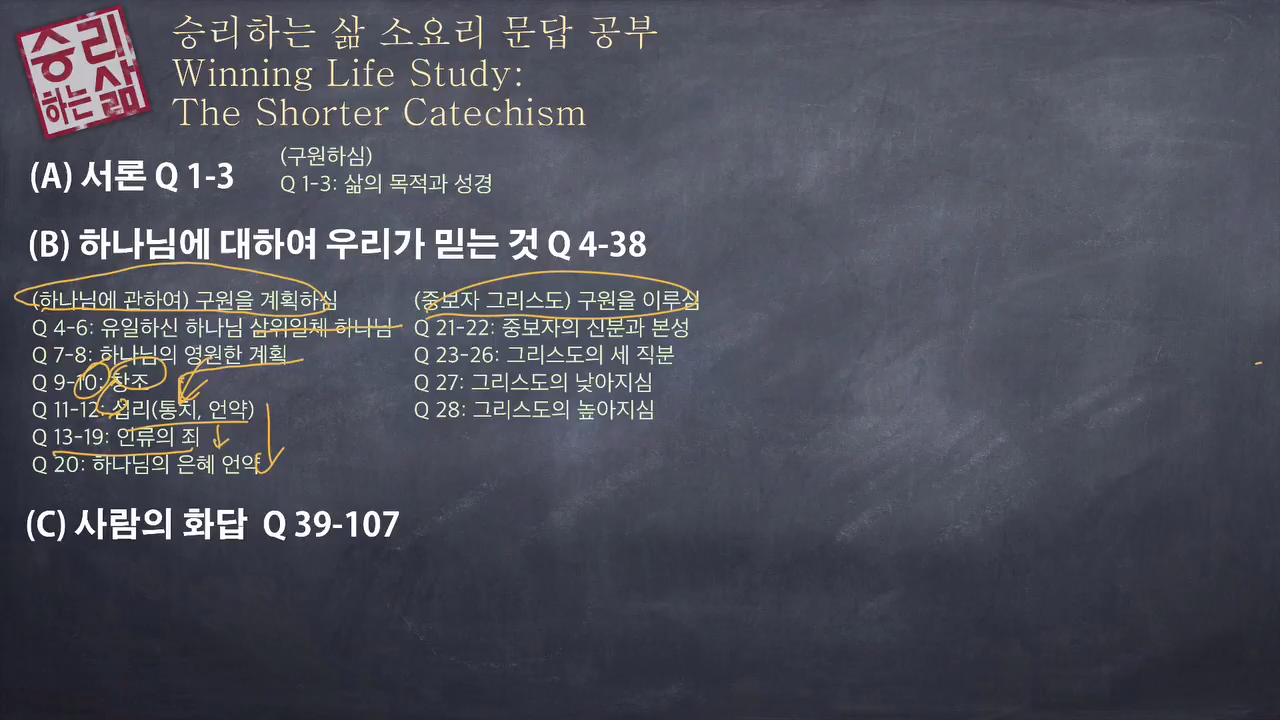 승리
하는 삶
승리하는 삶 소요리 문답 공부
Winning Life Study:
The Shorter Catechism
(A) 서론 Q 1-3
(구원하심)
Q 1-3: 삶의 목적과 성경
(B) 하나님에 대하여 우리가 믿는 것 Q 4-38
(하나님에 관하여) 구원을 계획하심
Q 4-6: 유일하신 하나님 삼위일체 하나님
Q 7-8: 하나님의 영원한 계획
Q 9-10: 창조
Q 11-12: 섭리(통치, 언약)
Q 13-19: 인류의 죄
Q 20: 하나님의 은혜 언약
(중보자 그리스도) 구원을 이루심
Q 21-22: 중보자의 신분과 본성
Q 23-26: 그리스도의 세 직분
Q 27: 그리스도의 낮아지심
Q 28: 그리스도의 높아지심
(C) 사람의 화답 Q 39-107